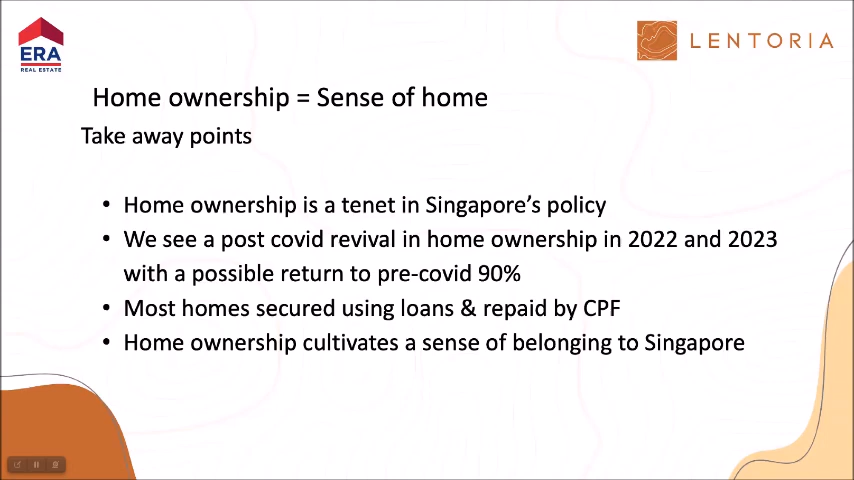 ERA
REAL ESTATE
LENTORIA
Home ownership = Sense of home
Take away points
• Home ownership is a tenet in Singapore’s policy
• We see a post covid revival in home ownership in 2022 and 2023
with a possible return to pre-covid 90%
• Most homes secured using loans & repaid by CPF
• Home ownership cultivates a sense of belonging to Singapore